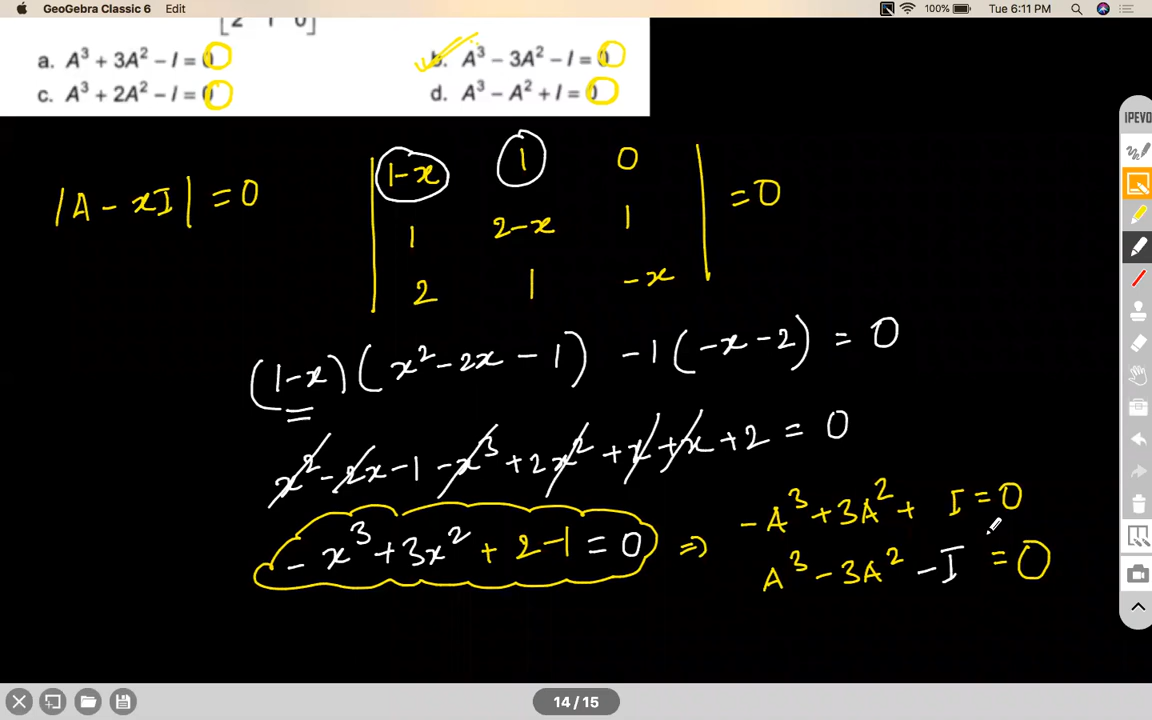 GeoGebra Classic 6 Edit 100% Tue 6:11 PM
[2 1 0]
a. A³ + 3A² − I = 0 b. A³ − 3A² − I = 0
c. A³ + 2A² − I = 0 d. A³ − A² + I = 0
IPEVO
|A − xI| = 0
| 1−x 1 0 |
| 1 2−x 1 | = 0
| 2 1 −x |
(1−x)(x² − 2x − 1) − 1(−x − 2) = 0
x² − 2x − 1 − x³ + 2x² + x + x + 2 = 0
− x³ + 3x² + 2 − 1 = 0 ⇒ − A³ + 3A² + I = 0
A³ − 3A² − I = 0
14 / 15